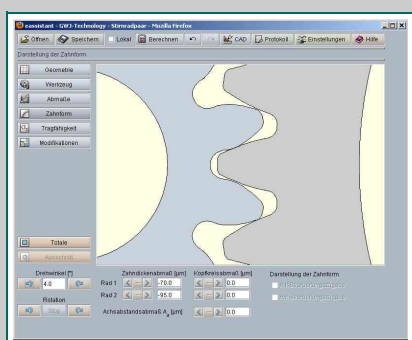 eassistant - GWJ-Technology - Stirnradpaar - Mozilla Firefox
Öffnen Speichern Lokal Berechnen CAD Protokoll Einstellungen Hilfe
Darstellung der Zahnform
Geometrie
Werkzeug
Abmaße
Zahnform
Tragfähigkeit
Modifikationen
Totale
Ausschnitt
Drehwinkel [°] Zahndickenabmaß [µm] Kopfkreisabmaß [µm] Darstellung der Zahnform
4.0 Rad 1 -70.0 0.0
Rotation Rad 2 -95.0 0.0
Stop Achsabstandsabmaß Aa [µm] 0.0